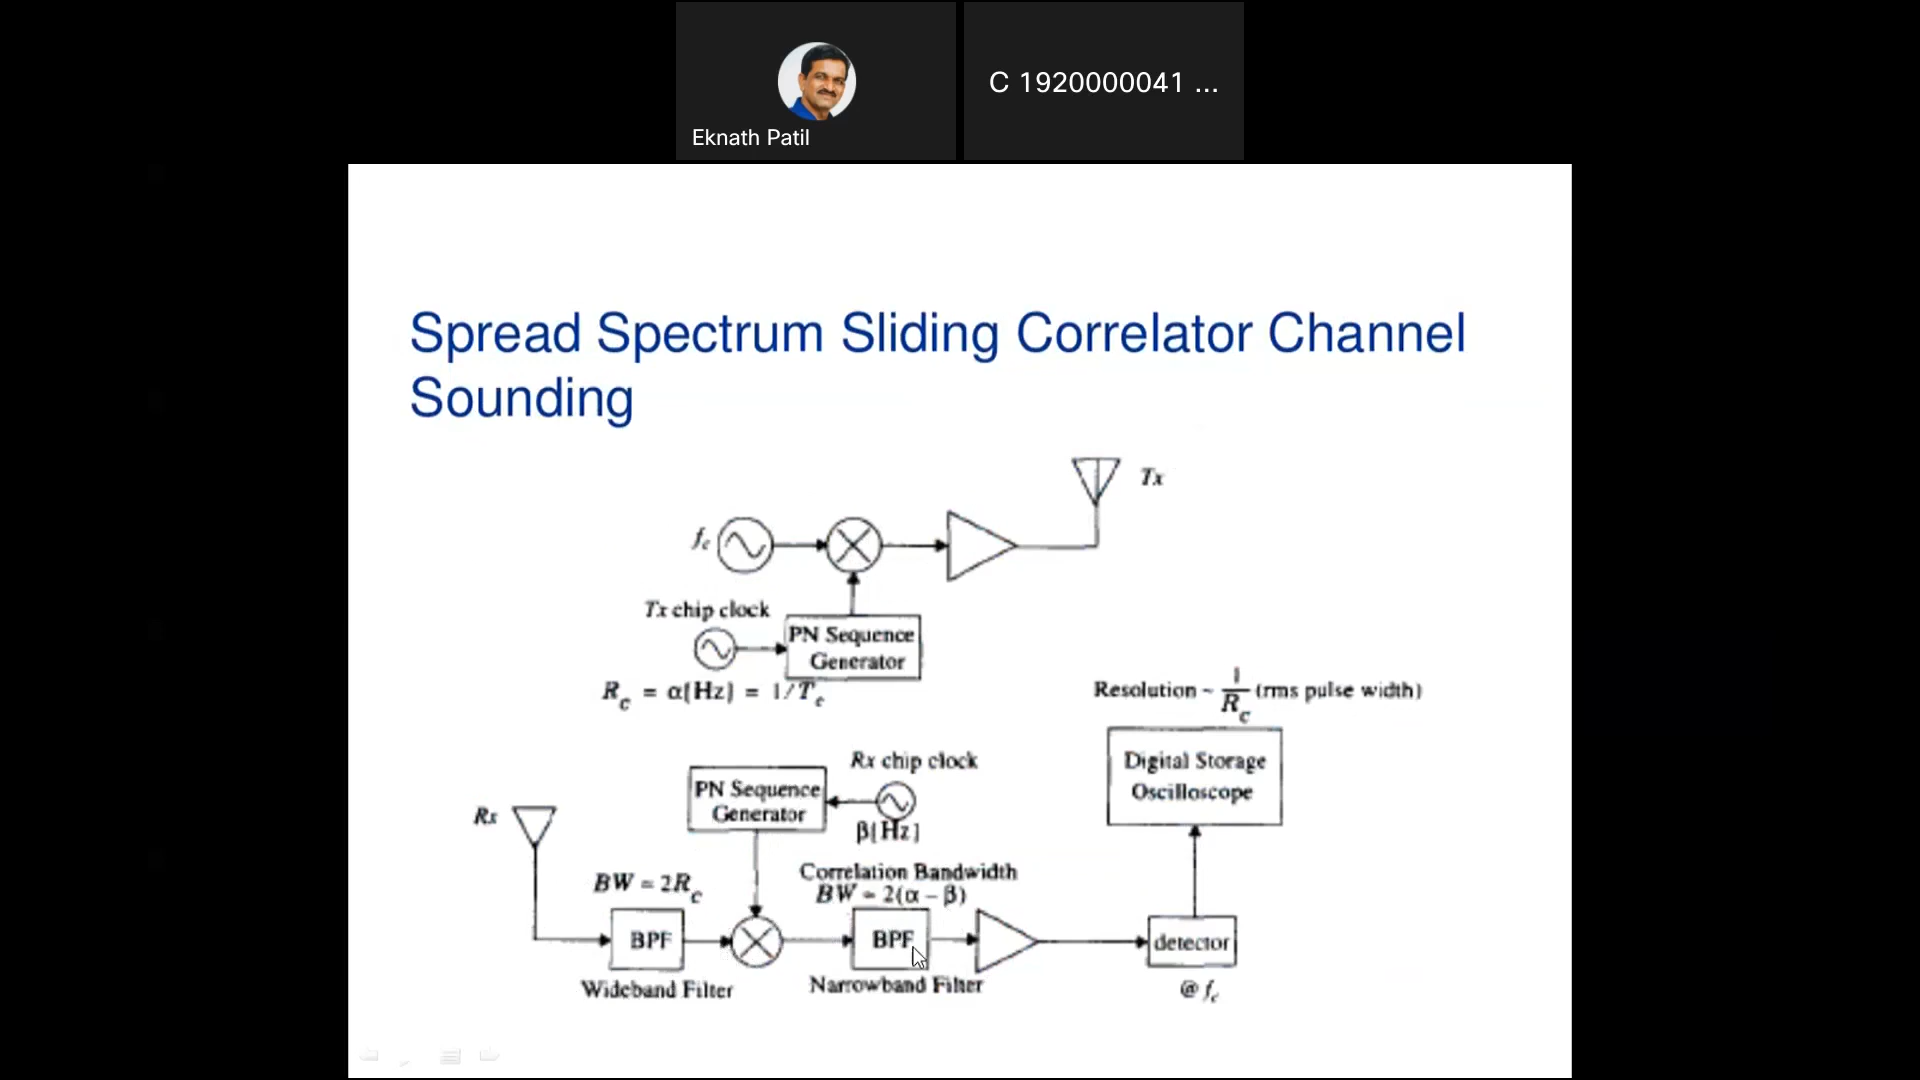 Eknath Patil
C 1920000041 ...
Spread Spectrum Sliding Correlator Channel
Sounding
Tx
fc
Tx chip clock
PN Sequence
Generator
Rc = α(Hz) = 1/Tc
Resolution ~ 1/Rc (rms pulse width)
Digital Storage
Oscilloscope
Rx chip clock
PN Sequence
Generator
β(Hz)
Rx
Correlation Bandwidth
BW = 2(α - β)
BW = 2Rc
BPF
BPF
detector
Wideband Filter
Narrowband Filter
@ fc